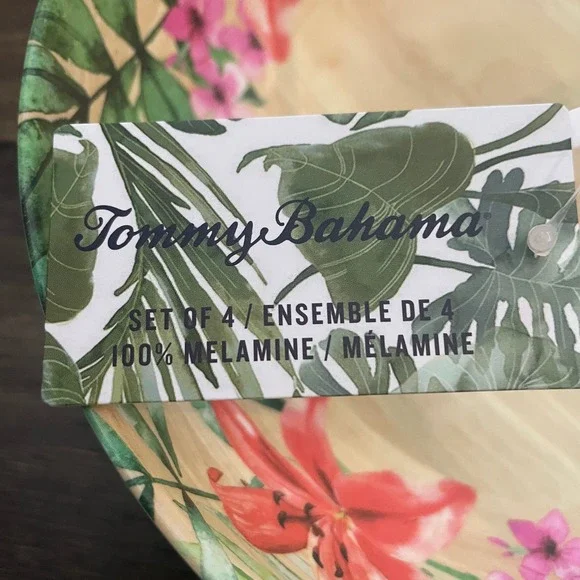 Tommy Bahama
SET OF 4 / ENSEMBLE DE 4
100% MELAMINE / MÉLAMINE